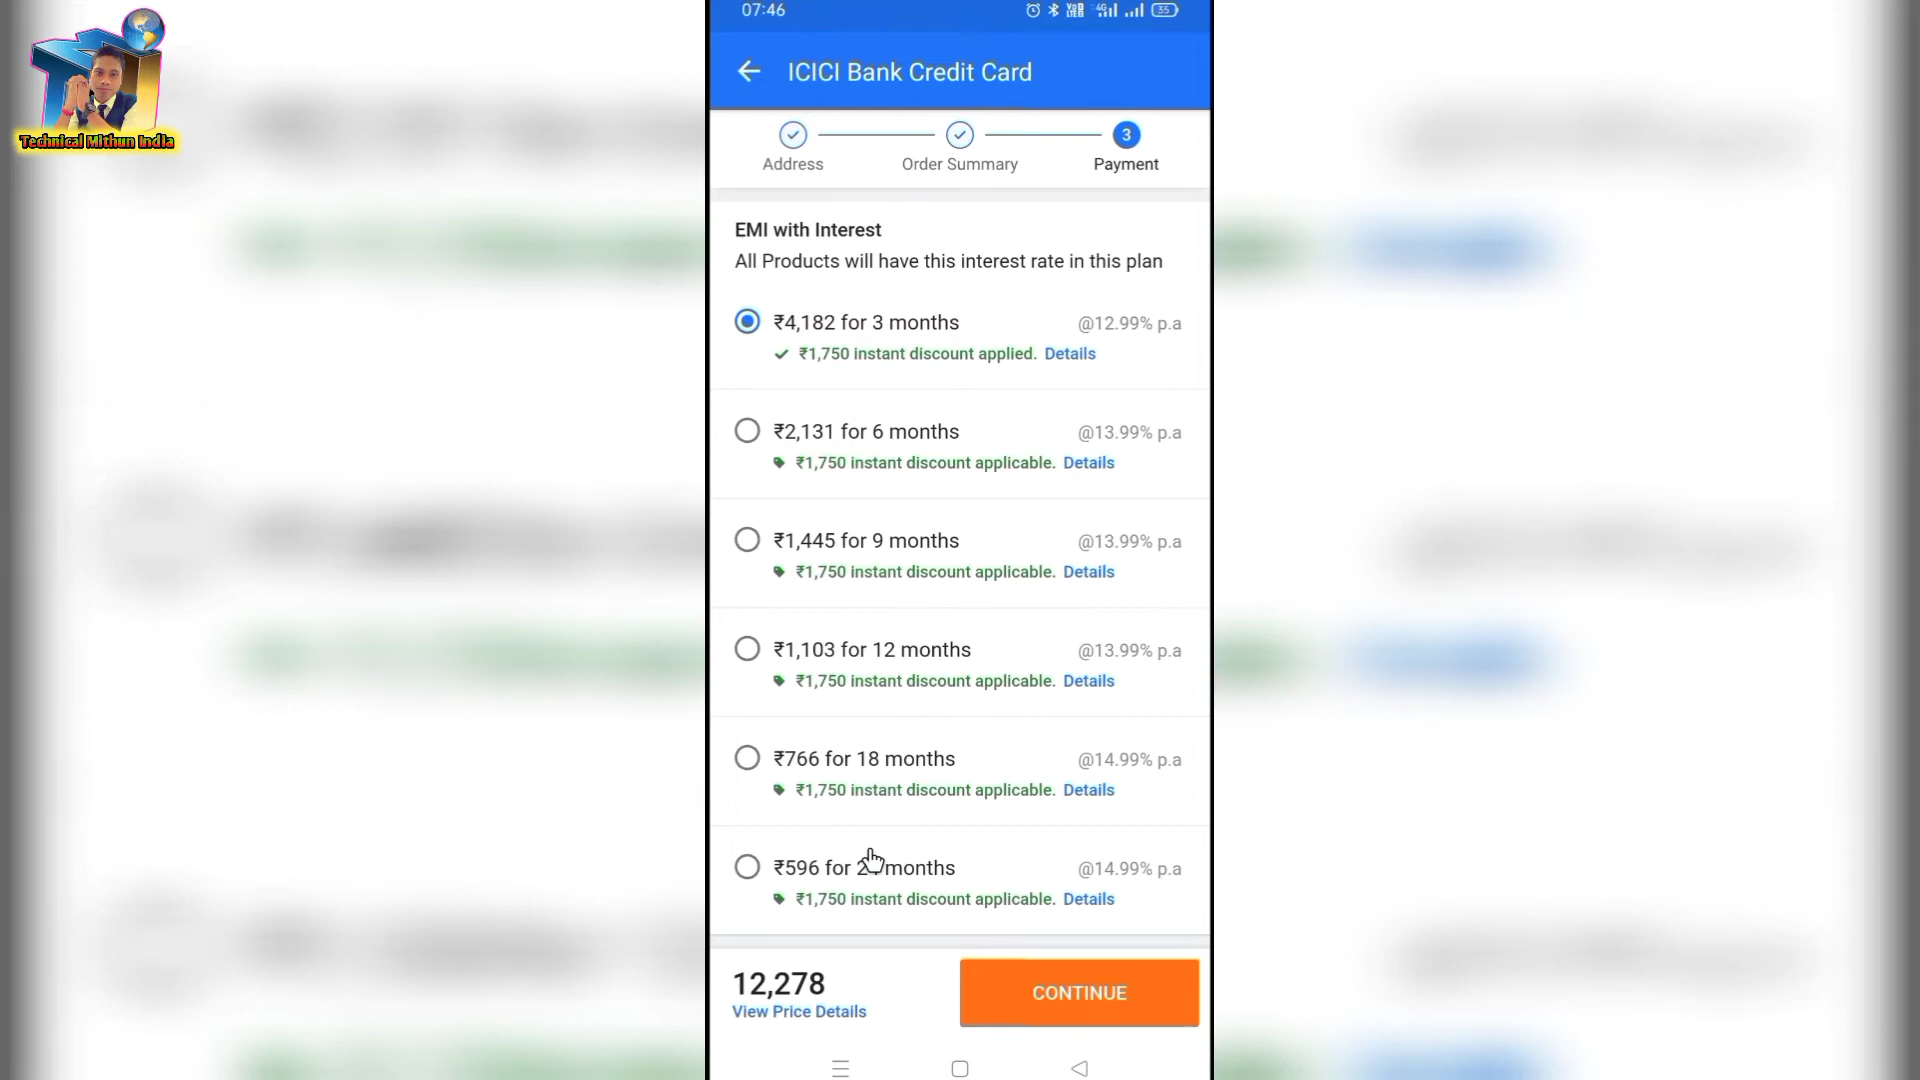 Technical Mithun India
07:46
VoD LTE 4G 35
ICICI Bank Credit Card
3
Address Order Summary Payment
EMI with Interest
All Products will have this interest rate in this plan
₹4,182 for 3 months @12.99% p.a
₹1,750 instant discount applied. Details
₹2,131 for 6 months @13.99% p.a
₹1,750 instant discount applicable. Details
₹1,445 for 9 months @13.99% p.a
₹1,750 instant discount applicable. Details
₹1,103 for 12 months @13.99% p.a
₹1,750 instant discount applicable. Details
₹766 for 18 months @14.99% p.a
₹1,750 instant discount applicable. Details
₹596 for months @14.99% p.a
₹1,750 instant discount applicable. Details
12,278
View Price Details
CONTINUE